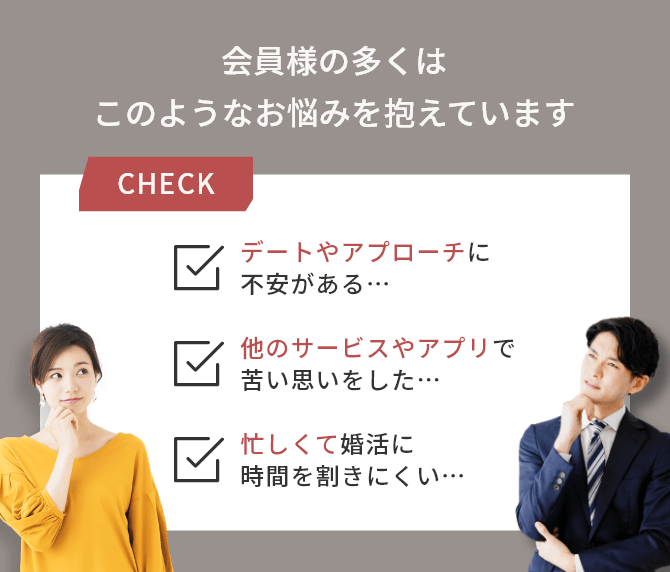 会員様の多くは
このようなお悩みを抱えています
CHECK
デートやアプローチに
不安がある…
他のサービスやアプリで
苦い思いをした…
忙しくて婚活に
時間を割きにくい…